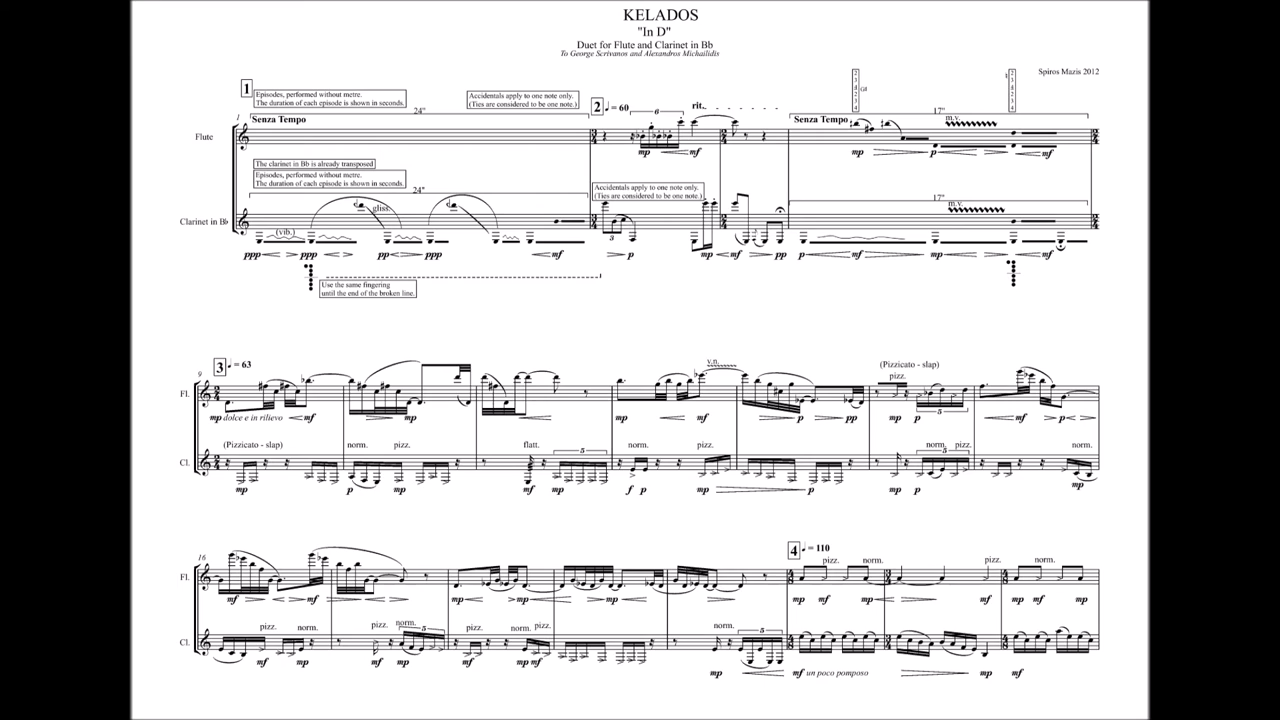 KELADOS
"In D"
Duet for Flute and Clarinet in Bb
To George Scrivanos and Alexandros Michailidis
Spiros Mazis 2012
1
Episodes, performed without metre.
The duration of each episode is shown in seconds.
Accidentals apply to one note only.
(Ties are considered to be one note.)
24"
Senza Tempo
2 ♩ = 60
6
rit.
Senza Tempo
17"
m.v.
G#
Flute
mp mf mp p mf
The clarinet in Bb is already transposed
Episodes, performed without metre.
The duration of each episode is shown in seconds.
24"
Accidentals apply to one note only.
(Ties are considered to be one note.)
17"
m.v.
(vib.)
gliss.
Clarinet in Bb
3
ppp ppp pp ppp mf p mp mf pp p mf mp mf
Use the same fingering
until the end of the broken line.
3 ♩ = 63
9
v.n.
(Pizzicato - slap)
pizz.
Fl.
5
mp dolce e in rilievo mf mp mp mf p pp mp p mf p
(Pizzicato - slap) norm. pizz. flatt. norm. pizz. norm. pizz. norm.
Cl.
5 5
mp p mp mf mp f p mp p mp p mp
16
4 ♩ = 110
pizz. norm. pizz. norm.
Fl.
mf mf mp mp mp mp mf mp mp mf
pizz. norm. pizz. norm. pizz. norm. pizz. norm.
Cl.
5 5
mf mp mf mf mp mf mp mf un poco pomposo mp mf